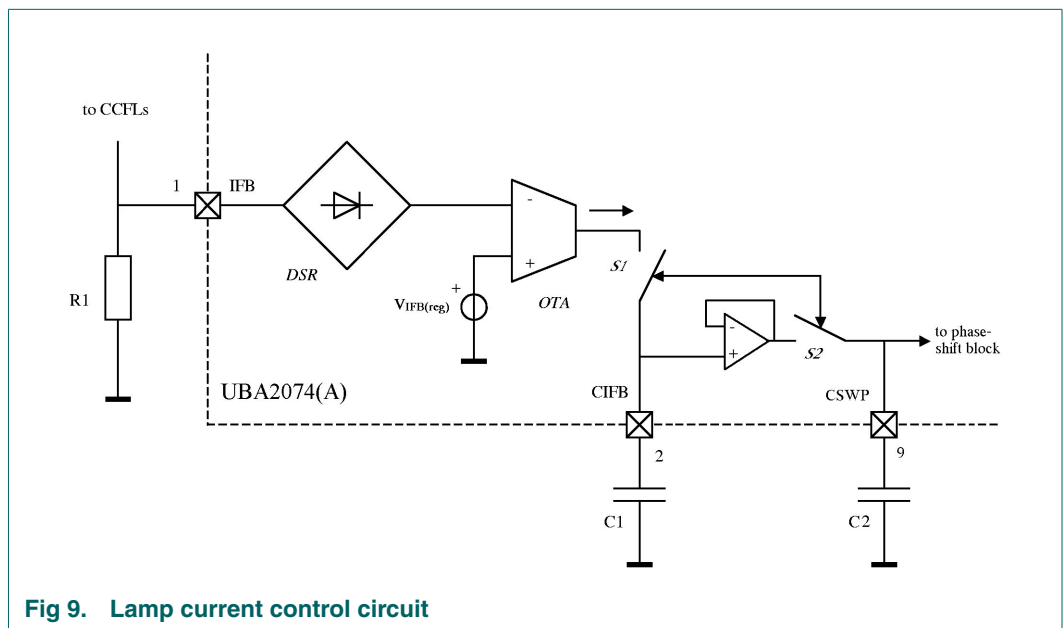 to CCFLs
1
IFB
DSR
-
+
OTA
+
VIFB(reg)
R1
S1
-
+
S2
to phase-
shift block
UBA2074(A)
CIFB
CSWP
2
9
C1
C2
Fig 9. Lamp current control circuit